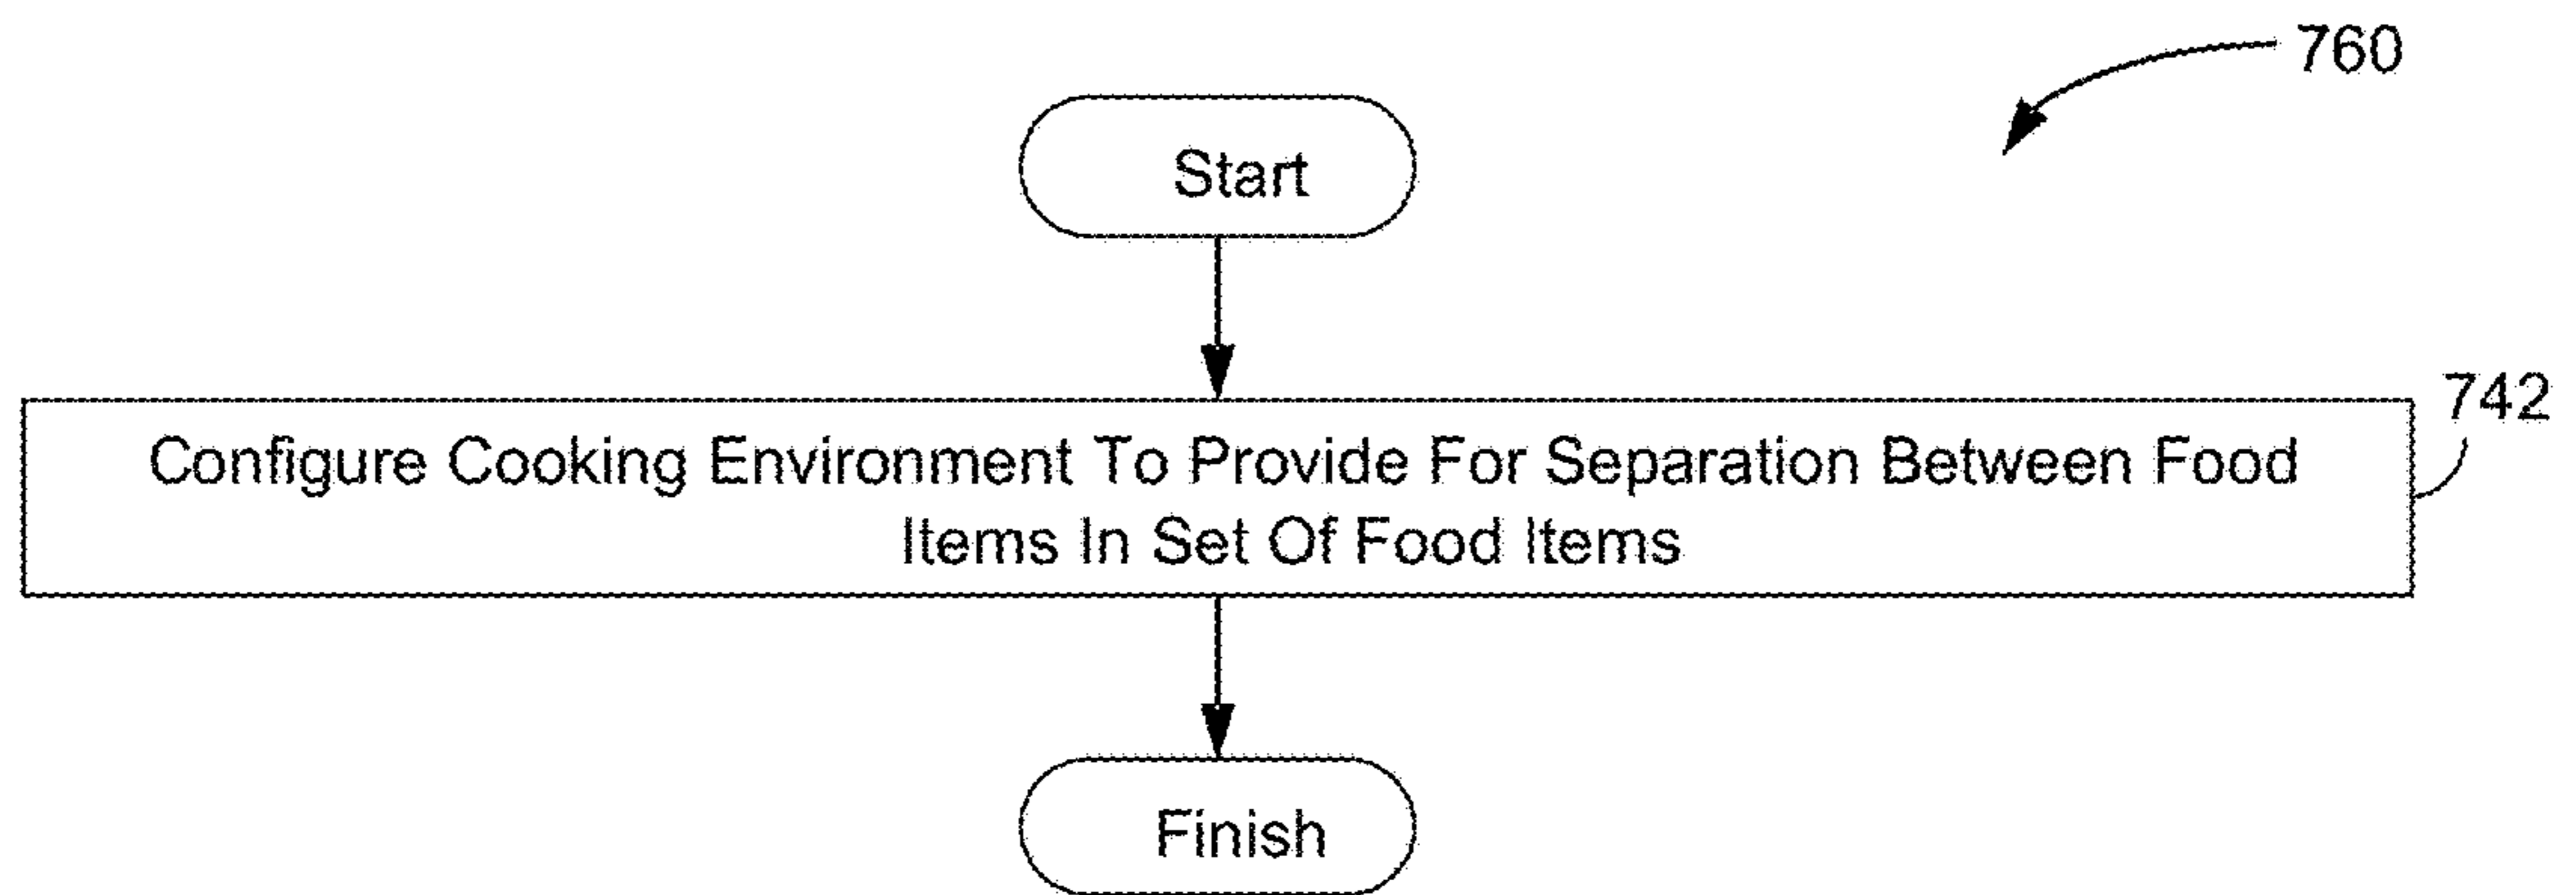 760
Start
742
Configure Cooking Environment To Provide For Separation Between Food
Items In Set Of Food Items
Finish